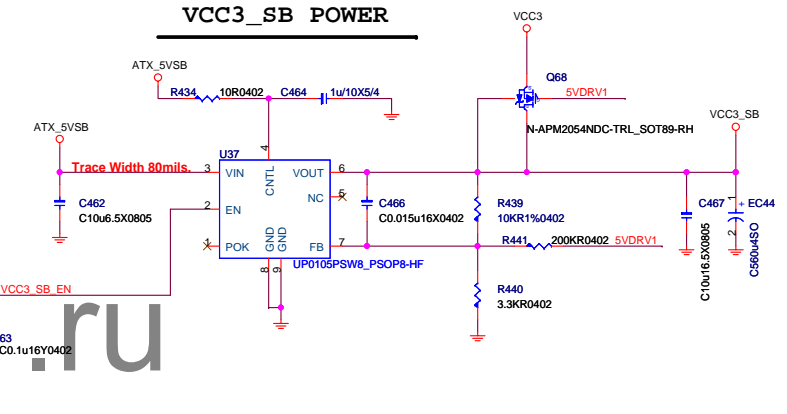 VCC3_SB POWER
VCC3
ATX_5VSB
Q68
R434
10R0402
C464
1u/10X5/4
5VDRV1
N-APM2054NDC-TRL_SOT89-RH
VCC3_SB
ATX_5VSB
U37
4
Trace Width 80mils.
3
VIN
CNTL
VOUT
6
C462
C10u6.5X0805
2
EN
NC
5
C466
C0.015u16X0402
R439
10KR1%0402
C467
C10u16.5X0805
1
+
EC44
2
C560u4SO
1
POK
GND
GND
FB
7
R441
200KR0402
5VDRV1
8
9
UP0105PSW8_PSOP8-HF
VCC3_SB_EN
R440
3.3KR0402
63
C0.1u16Y0402
.ru